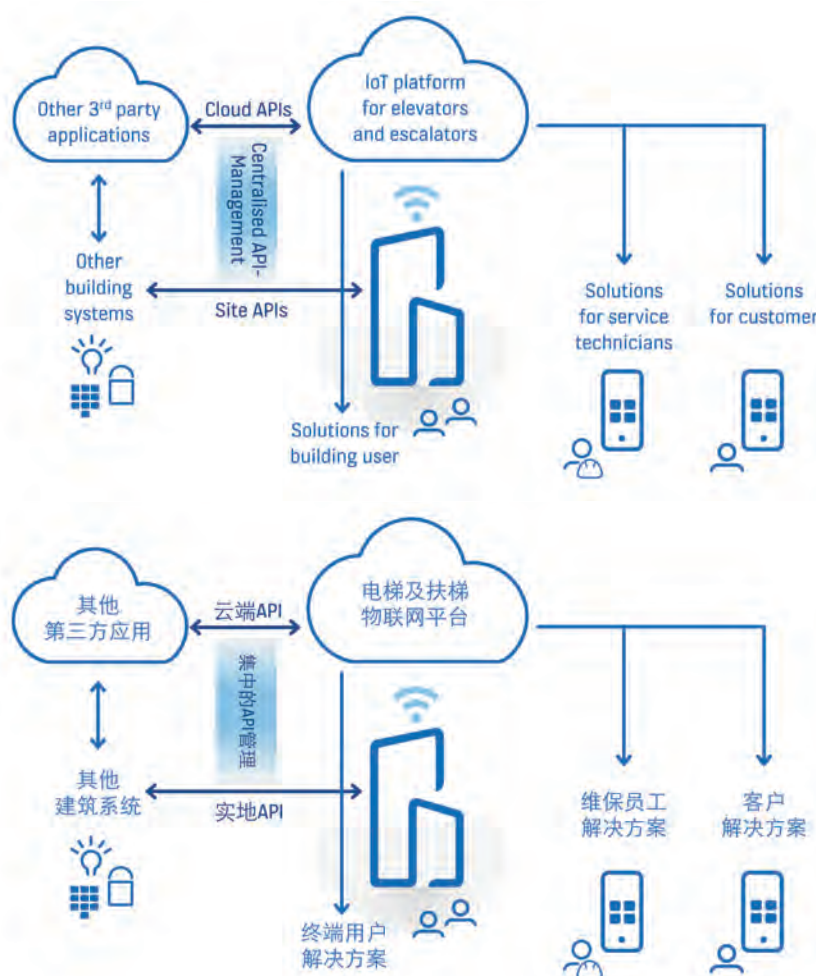 Other 3rd party
applications
Cloud APIs
IoT platform
for elevators
and escalators
Centralised API-
Management
Other
building
systems
Site APIs
Solutions
for service
technicians
Solutions
for customer
Solutions for
building user
其他
第三方应用
云端API
电梯及扶梯
物联网平台
集中的API管理
其他
建筑系统
实地API
维保员工
解决方案
客户
解决方案
终端用户
解决方案